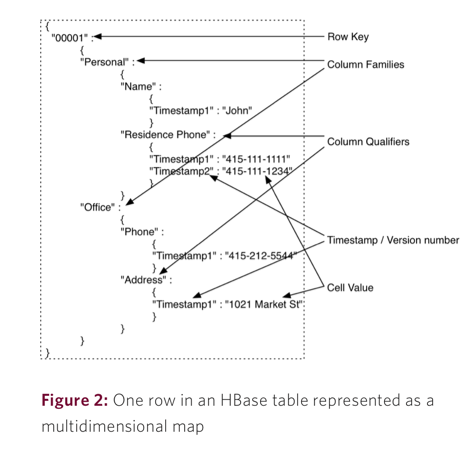 {
"00001" :
{
"Personal" :
{
"Name" :
{
"Timestamp1" : "John"
}
"Residence Phone" :
{
"Timestamp1" : "415-111-1111"
"Timestamp2" : "415-111-1234"
}
}
"Office" :
{
"Phone" :
{
"Timestamp1" : "415-212-5544"
}
"Address" :
{
"Timestamp1" : "1021 Market St"
}
}
}
}
Row Key
Column Families
Column Qualifiers
Timestamp / Version number
Cell Value
Figure 2: One row in an HBase table represented as a
multidimensional map